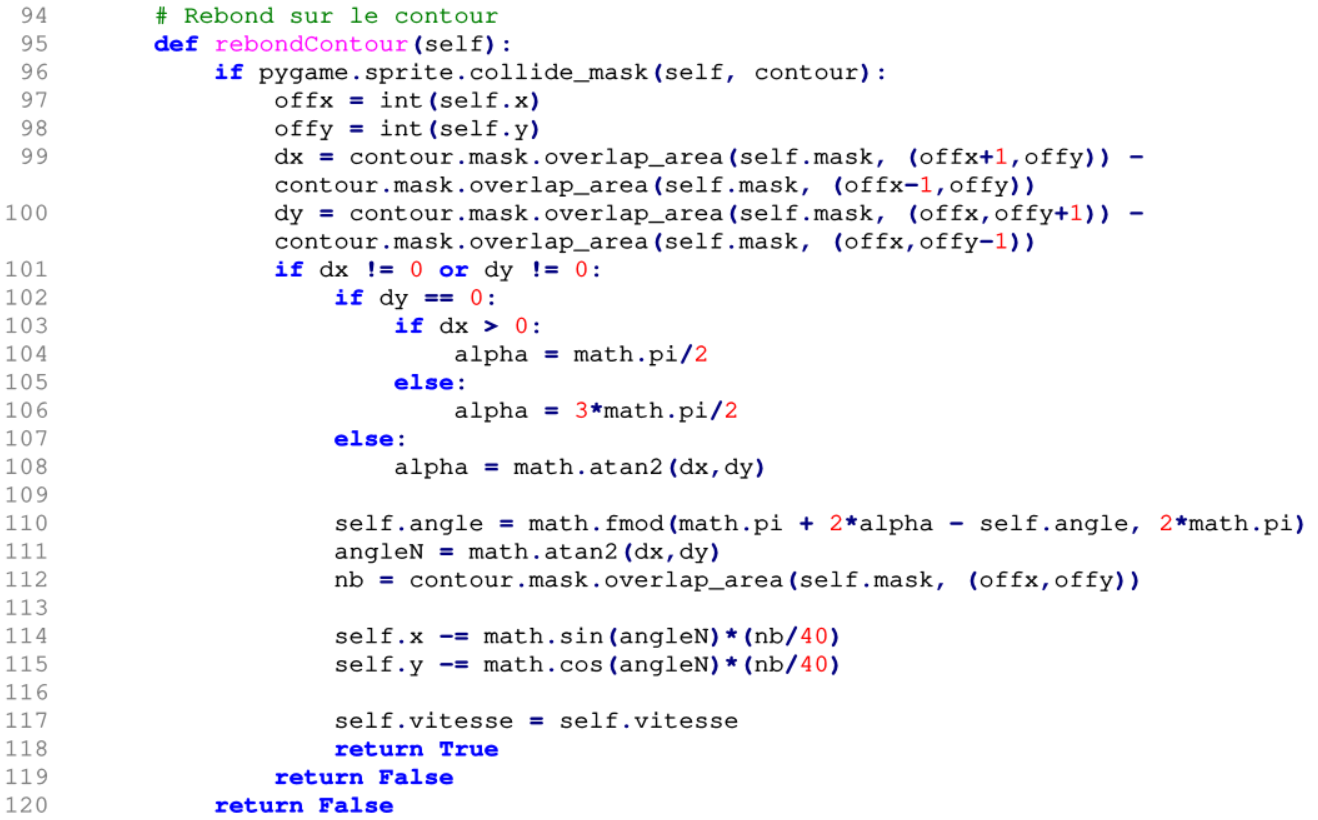 94 # Rebond sur le contour
95 def rebondContour(self):
96 if pygame.sprite.collide_mask(self, contour):
97 offx = int(self.x)
98 offy = int(self.y)
99 dx = contour.mask.overlap_area(self.mask, (offx+1,offy)) -
contour.mask.overlap_area(self.mask, (offx-1,offy))
100 dy = contour.mask.overlap_area(self.mask, (offx,offy+1)) -
contour.mask.overlap_area(self.mask, (offx,offy-1))
101 if dx != 0 or dy != 0:
102 if dy == 0:
103 if dx > 0:
104 alpha = math.pi/2
105 else:
106 alpha = 3*math.pi/2
107 else:
108 alpha = math.atan2(dx,dy)
109
110 self.angle = math.fmod(math.pi + 2*alpha - self.angle, 2*math.pi)
111 angleN = math.atan2(dx,dy)
112 nb = contour.mask.overlap_area(self.mask, (offx,offy))
113
114 self.x -= math.sin(angleN)*(nb/40)
115 self.y -= math.cos(angleN)*(nb/40)
116
117 self.vitesse = self.vitesse
118 return True
119 return False
120 return False